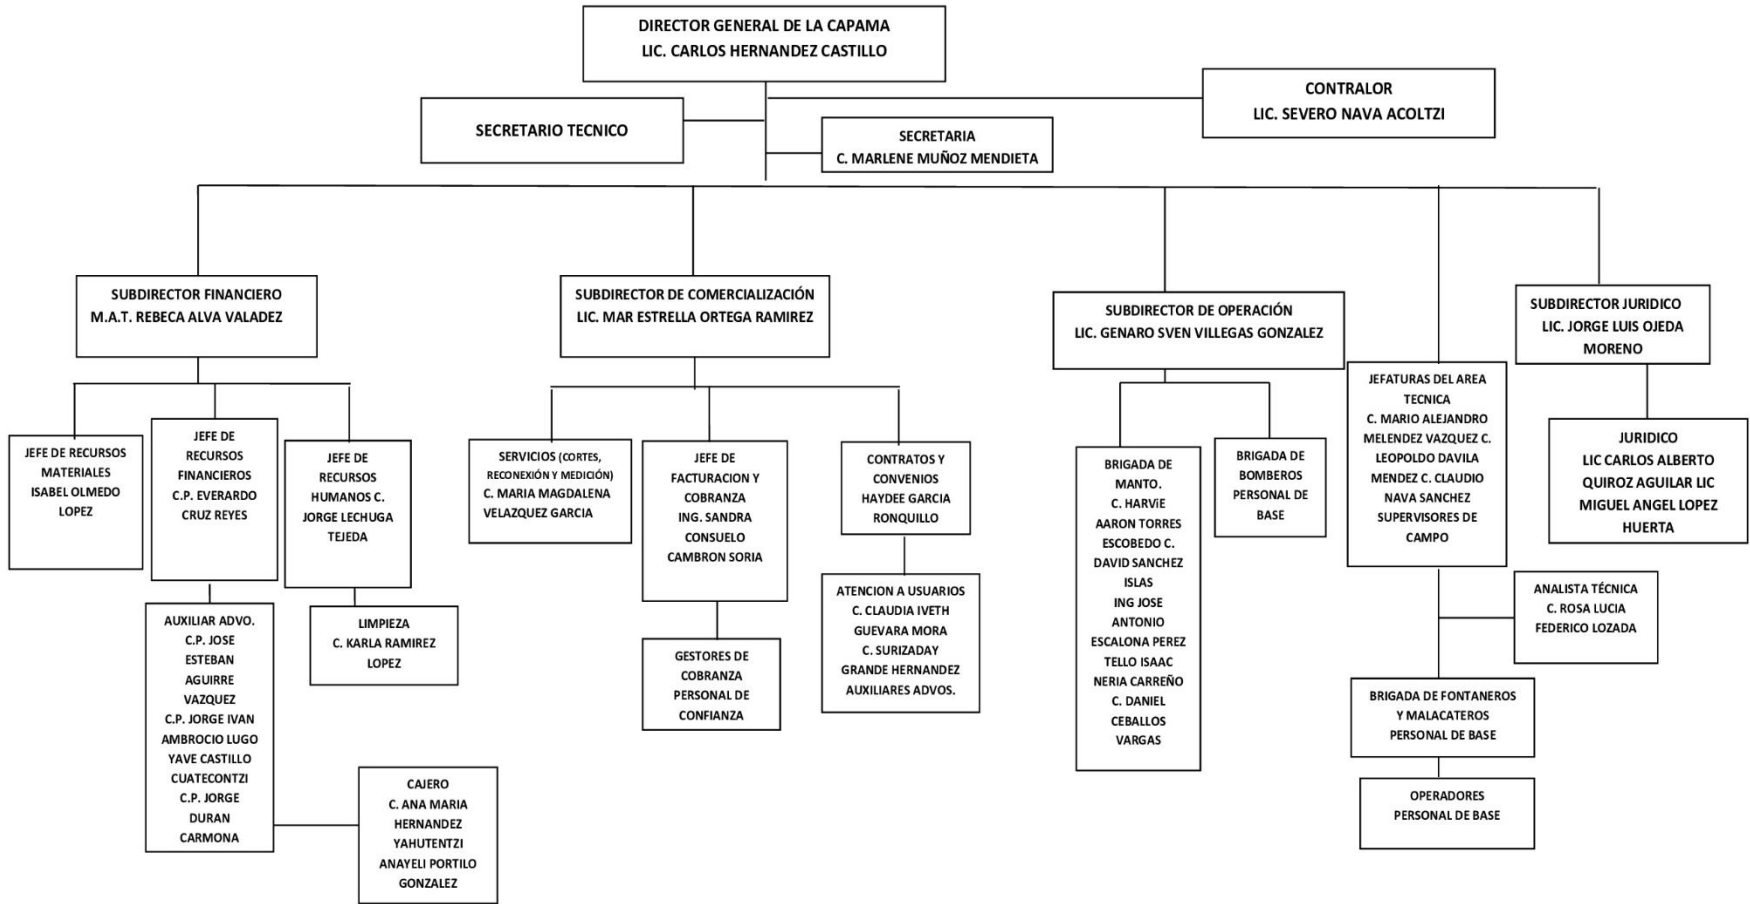 DIRECTOR GENERAL DE LA CAPAMA
LIC. CARLOS HERNANDEZ CASTILLO
CONTRALOR
LIC. SEVERO NAVA ACOLTZI
SECRETARIO TECNICO
SECRETARIA
C. MARLENE MUÑOZ MENDIETA
SUBDIRECTOR FINANCIERO
M.A.T. REBECA ALVA VALADEZ
SUBDIRECTOR DE COMERCIALIZACIÓN
LIC. MAR ESTRELLA ORTEGA RAMIREZ
SUBDIRECTOR DE OPERACIÓN
LIC. GENARO SVEN VILLEGAS GONZALEZ
SUBDIRECTOR JURIDICO
LIC. JORGE LUIS OJEDA
MORENO
JEFE DE RECURSOS
MATERIALES
ISABEL OLMEDO
LOPEZ
JEFE DE
RECURSOS
FINANCIEROS
C.P. EVERARDO
CRUZ REYES
JEFE DE
RECURSOS
HUMANOS C.
JORGE LECHUGA
TEJEDA
SERVICIOS (CORTES,
RECONEXIÓN Y MEDICIÓN)
C. MARIA MAGDALENA
VELAZQUEZ GARCIA
JEFE DE
FACTURACION Y
COBRANZA
ING. SANDRA
CONSUELO
CAMBRON SORIA
CONTRATOS Y
CONVENIOS
HAYDEE GARCIA
RONQUILLO
BRIGADA DE
MANTO.
C. HARViE
AARON TORRES
ESCOBEDO C.
DAVID SANCHEZ
ISLAS
ING JOSE
ANTONIO
ESCALONA PEREZ
TELLO ISAAC
NERIA CARREÑO
C. DANIEL
CEBALLOS
VARGAS
BRIGADA DE
BOMBEROS
PERSONAL DE
BASE
JEFATURAS DEL AREA
TECNICA
C. MARIO ALEJANDRO
MELENDEZ VAZQUEZ C.
LEOPOLDO DAVILA
MENDEZ C. CLAUDIO
NAVA SANCHEZ
SUPERVISORES DE
CAMPO
JURIDICO
LIC CARLOS ALBERTO
QUIROZ AGUILAR LIC
MIGUEL ANGEL LOPEZ
HUERTA
AUXILIAR ADVO.
C.P. JOSE
ESTEBAN
AGUIRRE
VAZQUEZ
C.P. JORGE IVAN
AMBROCIO LUGO
YAVE CASTILLO
CUATECONTZI
C.P. JORGE
DURAN
CARMONA
LIMPIEZA
C. KARLA RAMIREZ
LOPEZ
GESTORES DE
COBRANZA
PERSONAL DE
CONFIANZA
ATENCION A USUARIOS
C. CLAUDIA IVETH
GUEVARA MORA
C. SURIZADAY
GRANDE HERNANDEZ
AUXILIARES ADVOS.
ANALISTA TÉCNICA
C. ROSA LUCIA
FEDERICO LOZADA
BRIGADA DE FONTANEROS
Y MALACATEROS
PERSONAL DE BASE
CAJERO
C. ANA MARIA
HERNANDEZ
YAHUTENTZI
ANAYELI PORTILO
GONZALEZ
OPERADORES
PERSONAL DE BASE